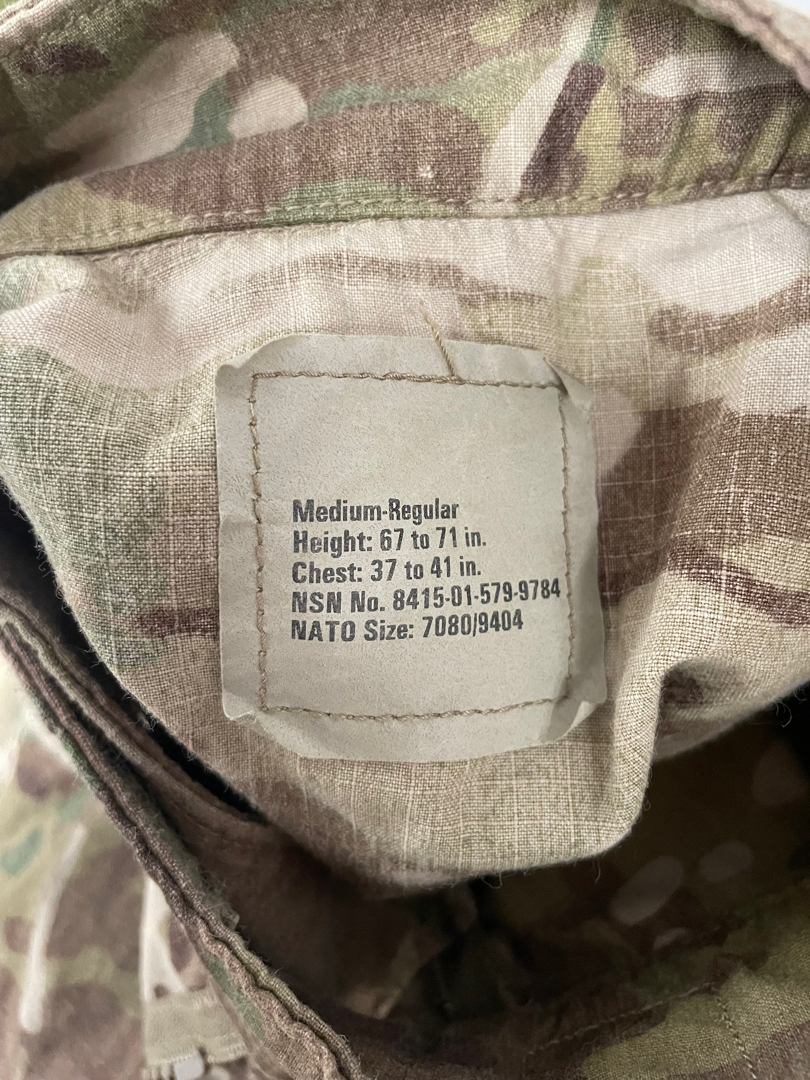 Medium-Regular
Height: 67 to 71 in.
Chest: 37 to 41 in.
NSN No. 8415-01-579-9784
NATO Size: 7080/9404